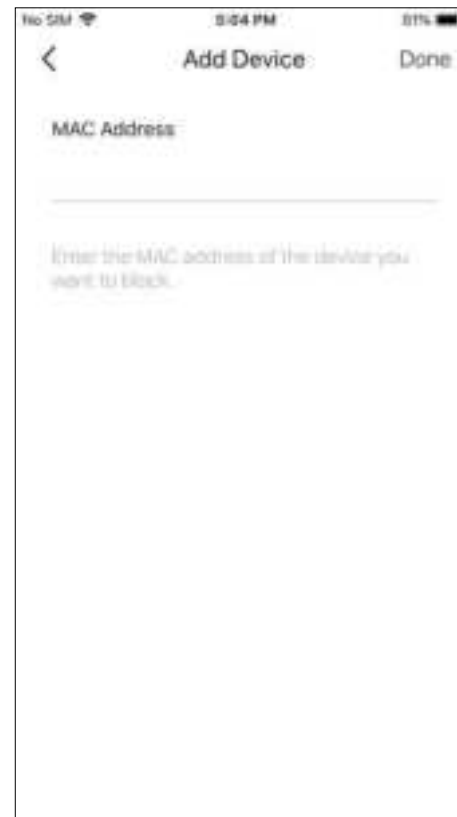 No SIM 5:04 PM 81%
Add Device Done
MAC Address
Enter the MAC address of the device you
want to block.